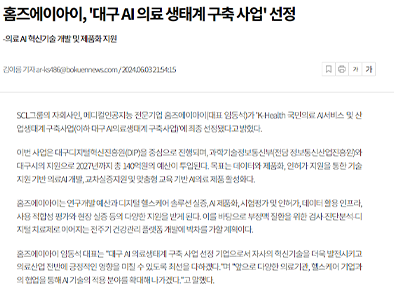 홈즈에이아이, '대구 AI 의료 생태계 구축 사업' 선정
-의료 AI 혁신기술 개발 및 제품화 지원
김이음 기자 ar-ks486@bokuennews.com / 2024.06.03 21:54:15
가 가
SCL그룹의 자회사인, 메디컬인공지능 전문기업 홈즈에이아이(대표 임동석)가 'K-Health 국민의료 AI서비스 및 산
업생태계 구축사업(이하 대구 AI의료생태계 구축사업)'에 최종 선정됐다고 밝혔다.
이번 사업은 대구디지털혁신진흥원(DIP)을 중심으로 진행되며, 과학기술정보통신부(전담 정보통신산업진흥원)와
대구시의 지원으로 2027년까지 총 140억원의 예산이 투입된다. 목표는 데이터와 제품화, 인허가 지원을 통한 기술
지원 기반 의료AI개발, 교차실증지원 및 맞춤형 교육 기반 AI의료제품 활성화다.
홈즈에이아이는 연구개발 예산과 디지털 헬스케어 솔루션 실증, AI 제품화, 시험평가 및 인허가, 데이터 활용 인프라,
사용 적합성 평가와 현장 실증 등의 다양한 지원을 받게 된다. 이를 바탕으로 부정맥 질환을 위한 검사·진단분석·디
지털 치료제로 이어지는 전주기 건강관리 플랫폼 개발에 박차를 가할 계획이다.
홈즈에이아이 임동석 대표는 "대구 AI 의료생태계 구축 사업 선정 기업으로서 자사의 혁신기술을 더욱 발전시키고
의료산업 전반에 긍정적인 영향을 미칠 수 있도록 최선을 다하겠다."며 "앞으로 다양한 의료기관, 헬스케어 기업과
의 협업을 통해 AI 기술의 적용 분야를 확대해 나가겠다."고 말했다.